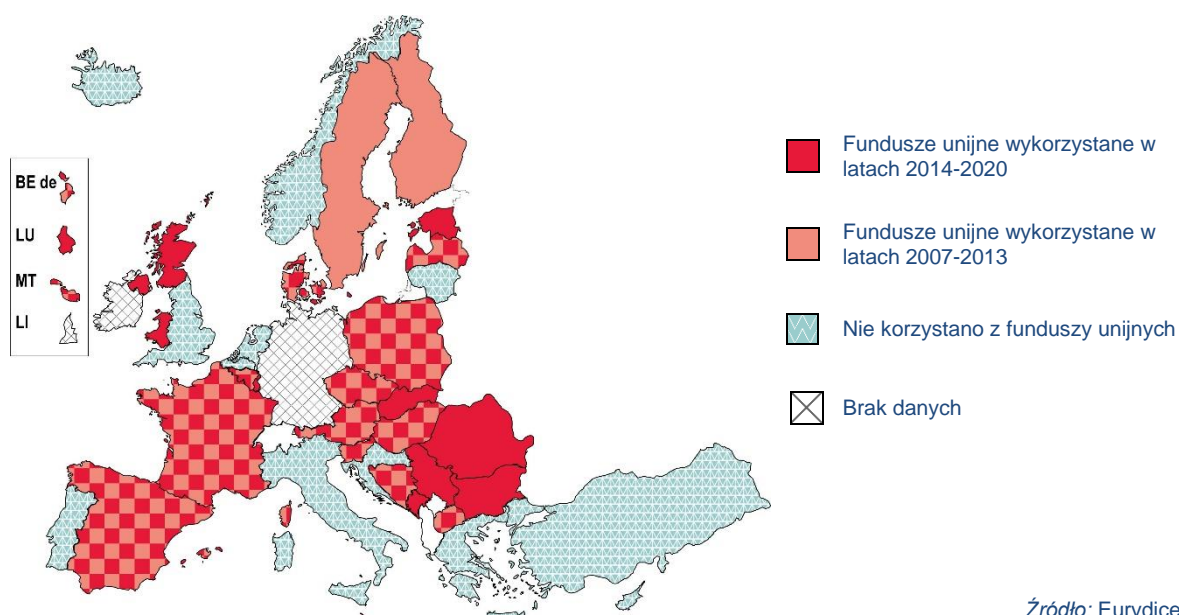 BE de
LU
MT
LI
Fundusze unijne wykorzystane w
latach 2014-2020
Fundusze unijne wykorzystane w
latach 2007-2013
Nie korzystano z funduszy unijnych
Brak danych
Źródło: Eurydice